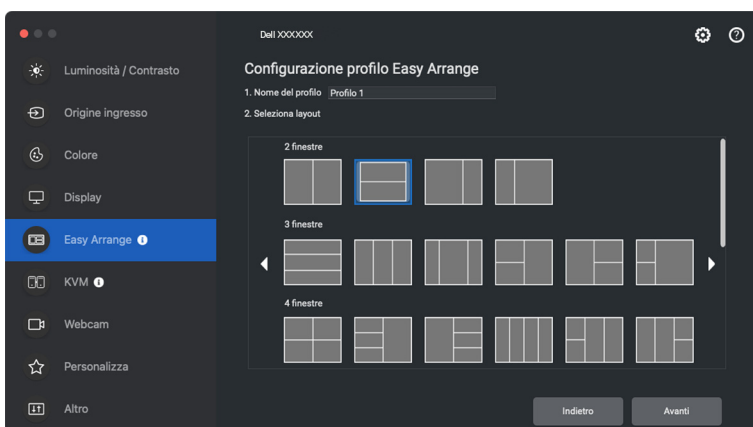 Dell XXXXXX
Luminosità / Contrasto
Origine ingresso
Colore
Display
Easy Arrange
KVM
Webcam
Personalizza
Altro
Configurazione profilo Easy Arrange
1. Nome del profilo Profilo 1
2. Seleziona layout
2 finestre
3 finestre
4 finestre
Indietro
Avanti